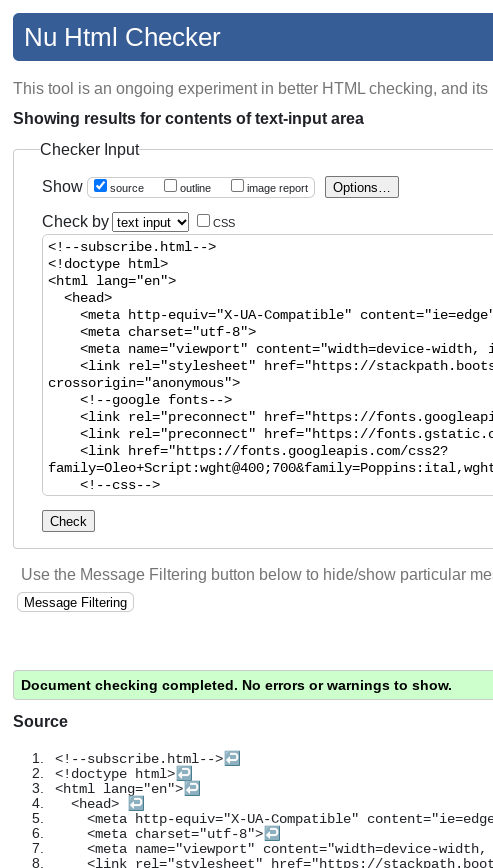 Nu Html Checker
This tool is an ongoing experiment in better HTML checking, and its
Showing results for contents of text-input area
Checker Input
Show source outline image report Options...
Check by text input CSS
<!--subscribe.html-->
<!doctype html>
<html lang="en">
<head>
<meta http-equiv="X-UA-Compatible" content="ie=edge"
<meta charset="utf-8">
<meta name="viewport" content="width=device-width, i
<link rel="stylesheet" href="https://stackpath.boots
crossorigin="anonymous">
<!--google fonts-->
<link rel="preconnect" href="https://fonts.googleapi
<link rel="preconnect" href="https://fonts.gstatic.c
<link href="https://fonts.googleapis.com/css2?
family=Oleo+Script:wght@400;700&family=Poppins:ital,wght
<!--css-->
Check
Use the Message Filtering button below to hide/show particular mes
Message Filtering
Document checking completed. No errors or warnings to show.
Source
1. <!--subscribe.html-->↩
2. <!doctype html>↩
3. <html lang="en">↩
4. <head> ↩
5. <meta http-equiv="X-UA-Compatible" content="ie=edge
6. <meta charset="utf-8">↩
7. <meta name="viewport" content="width=device-width,
8. <link rel="stylesheet" href="https://stackpath.boot